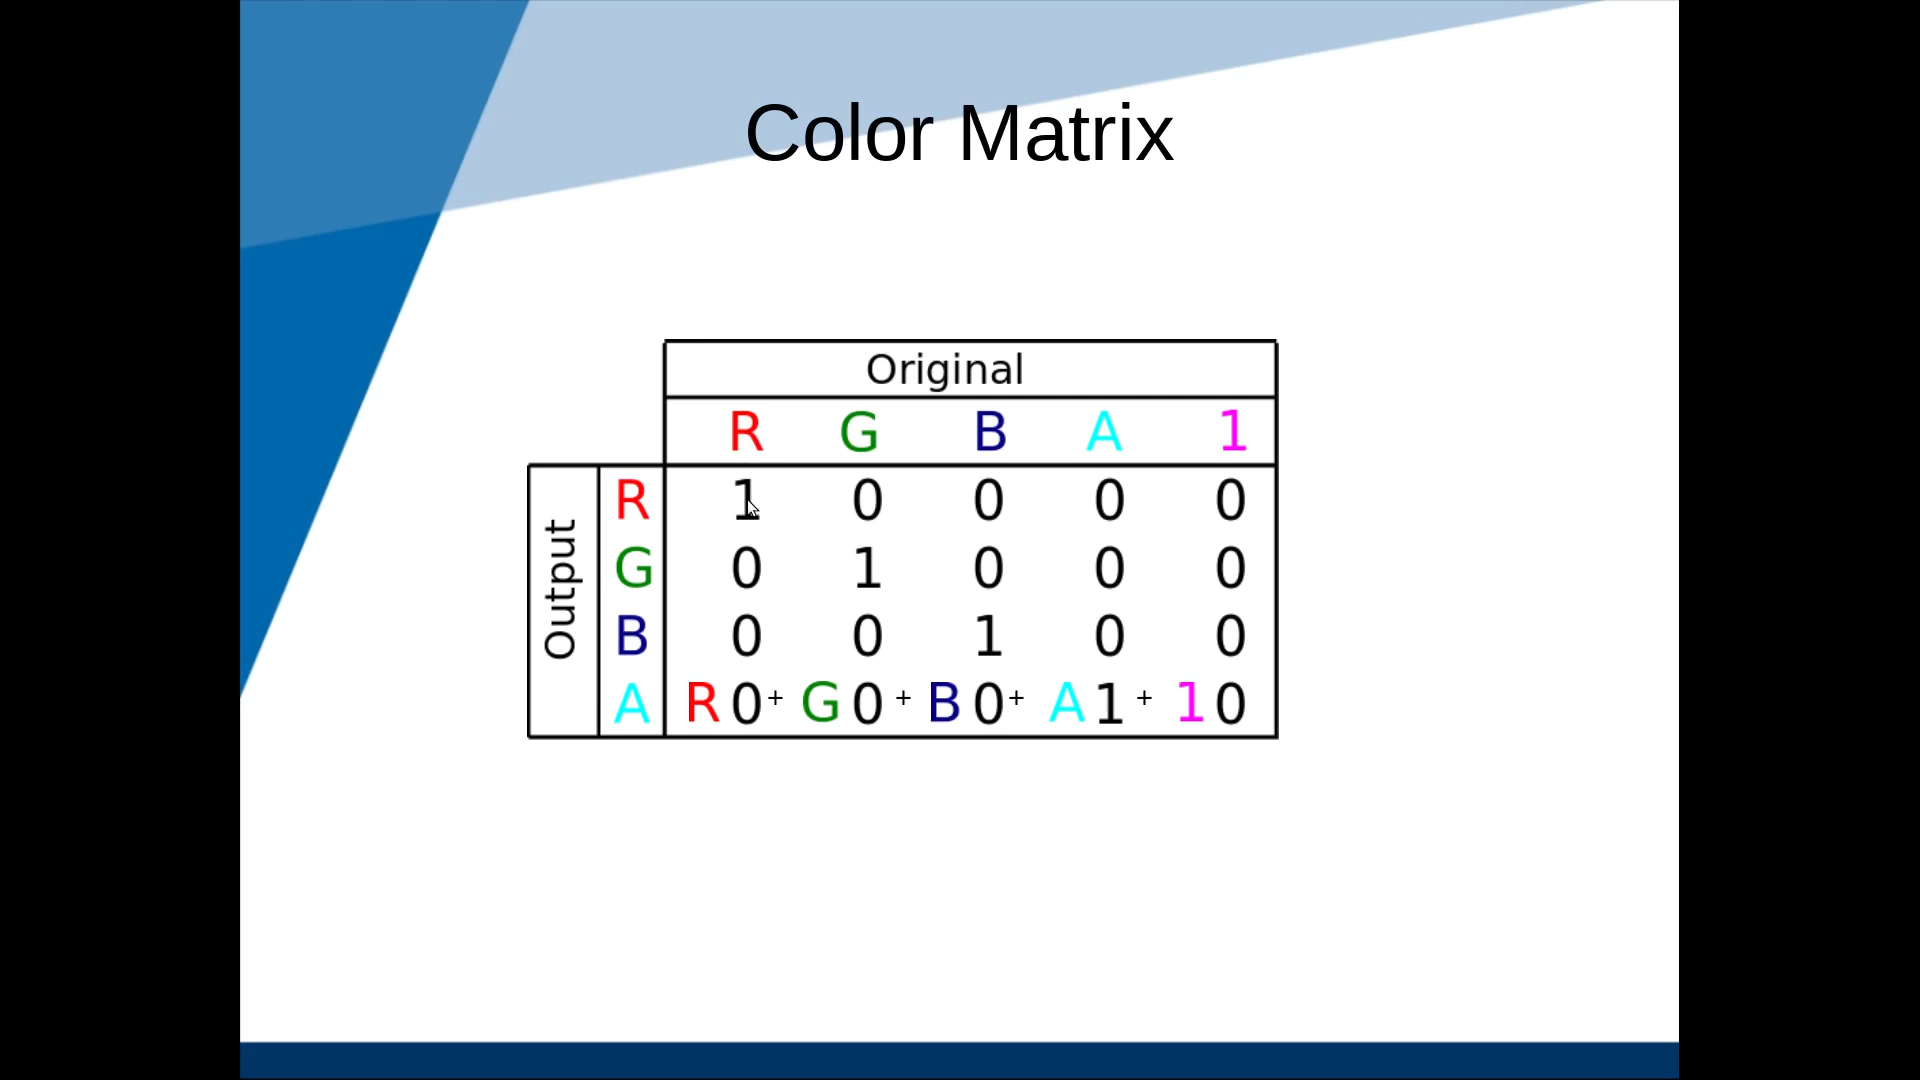 Color Matrix
Original
R G B A 1
Output
R 1 0 0 0 0
G 0 1 0 0 0
B 0 0 1 0 0
A R 0 + G 0 + B 0 + A 1 + 1 0